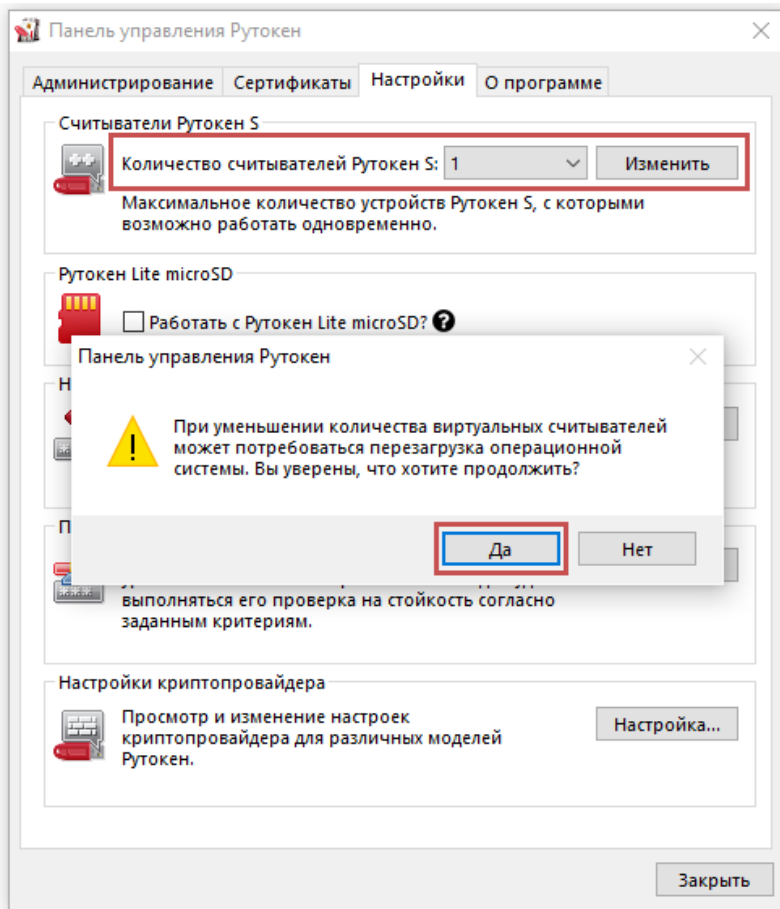 Панель управления Рутокен
Администрирование Сертификаты Настройки О программе
Считыватели Рутокен S
Количество считывателей Рутокен S: 1 Изменить
Максимальное количество устройств Рутокен S, с которыми
возможно работать одновременно.
Рутокен Lite microSD
Работать с Рутокен Lite microSD? ?
Панель управления Рутокен
Н
При уменьшении количества виртуальных считывателей
может потребоваться перезагрузка операционной
системы. Вы уверены, что хотите продолжить?
П
Да Нет
выполняться его проверка на стойкость согласно
заданным критериям.
Настройки криптопровайдера
Просмотр и изменение настроек
криптопровайдера для различных моделей
Рутокен.
Настройка...
Закрыть